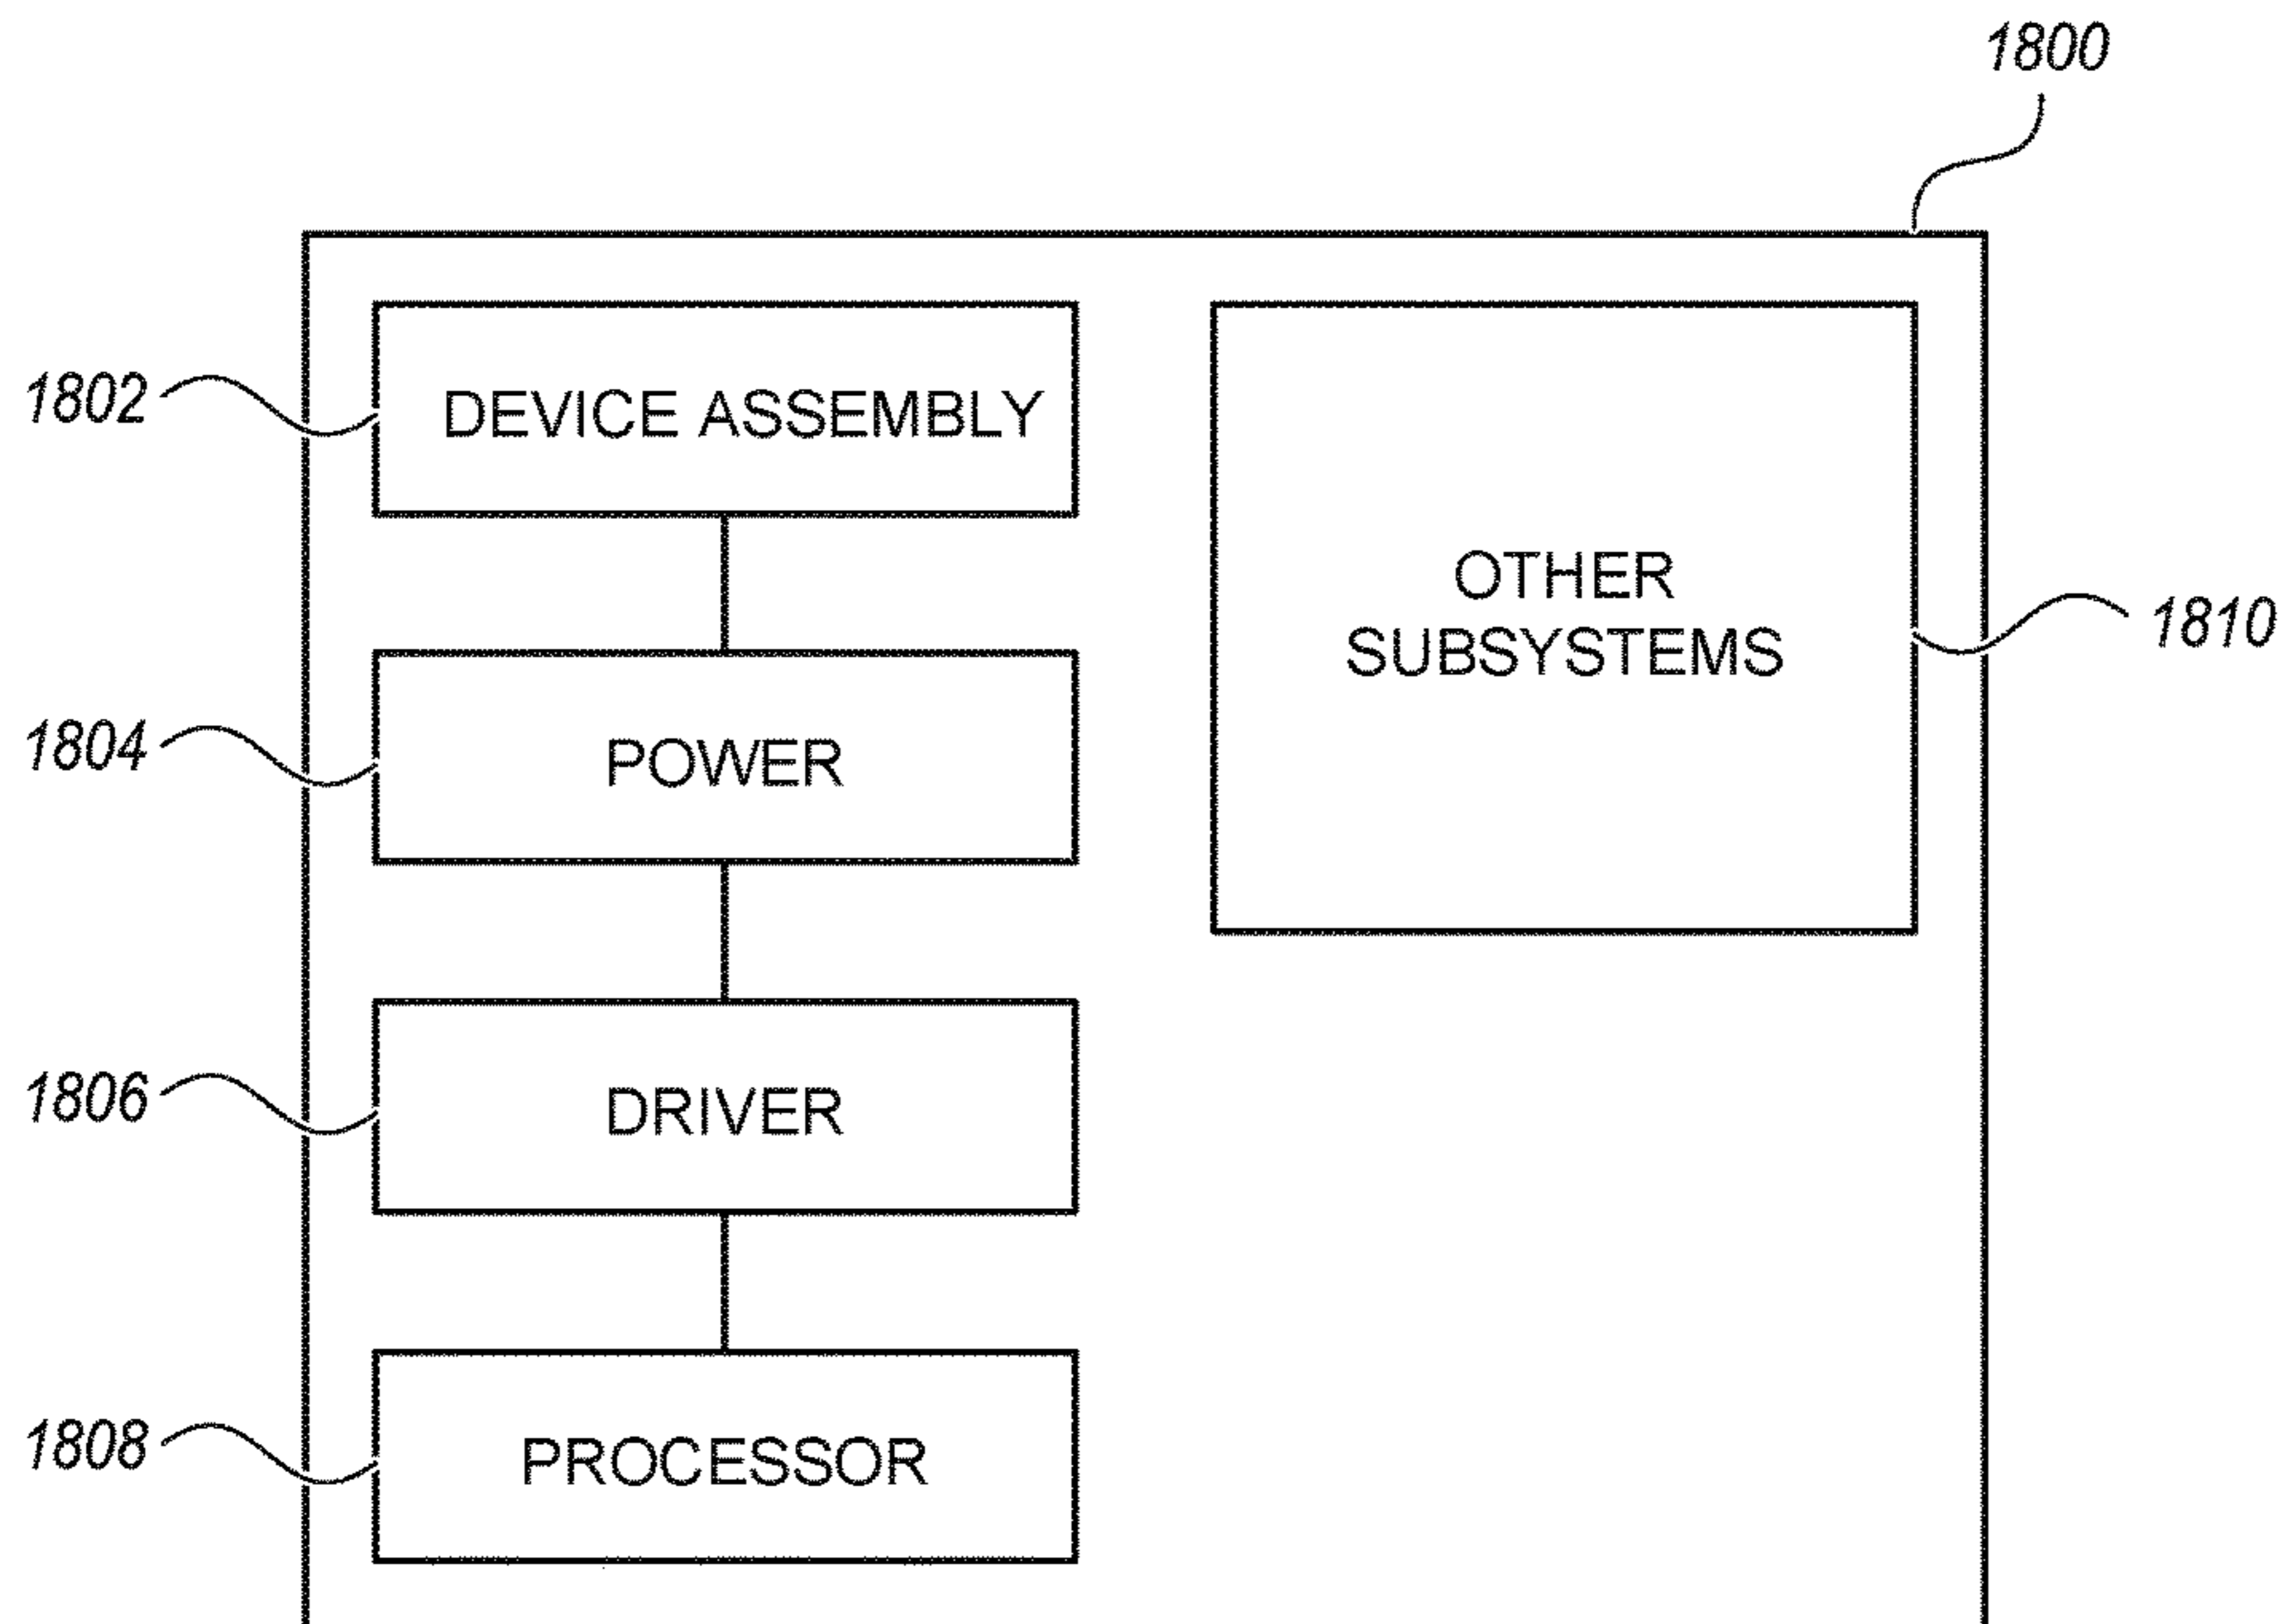 1800
1802
DEVICE ASSEMBLY
OTHER
SUBSYSTEMS
1810
1804
POWER
1806
DRIVER
1808
PROCESSOR